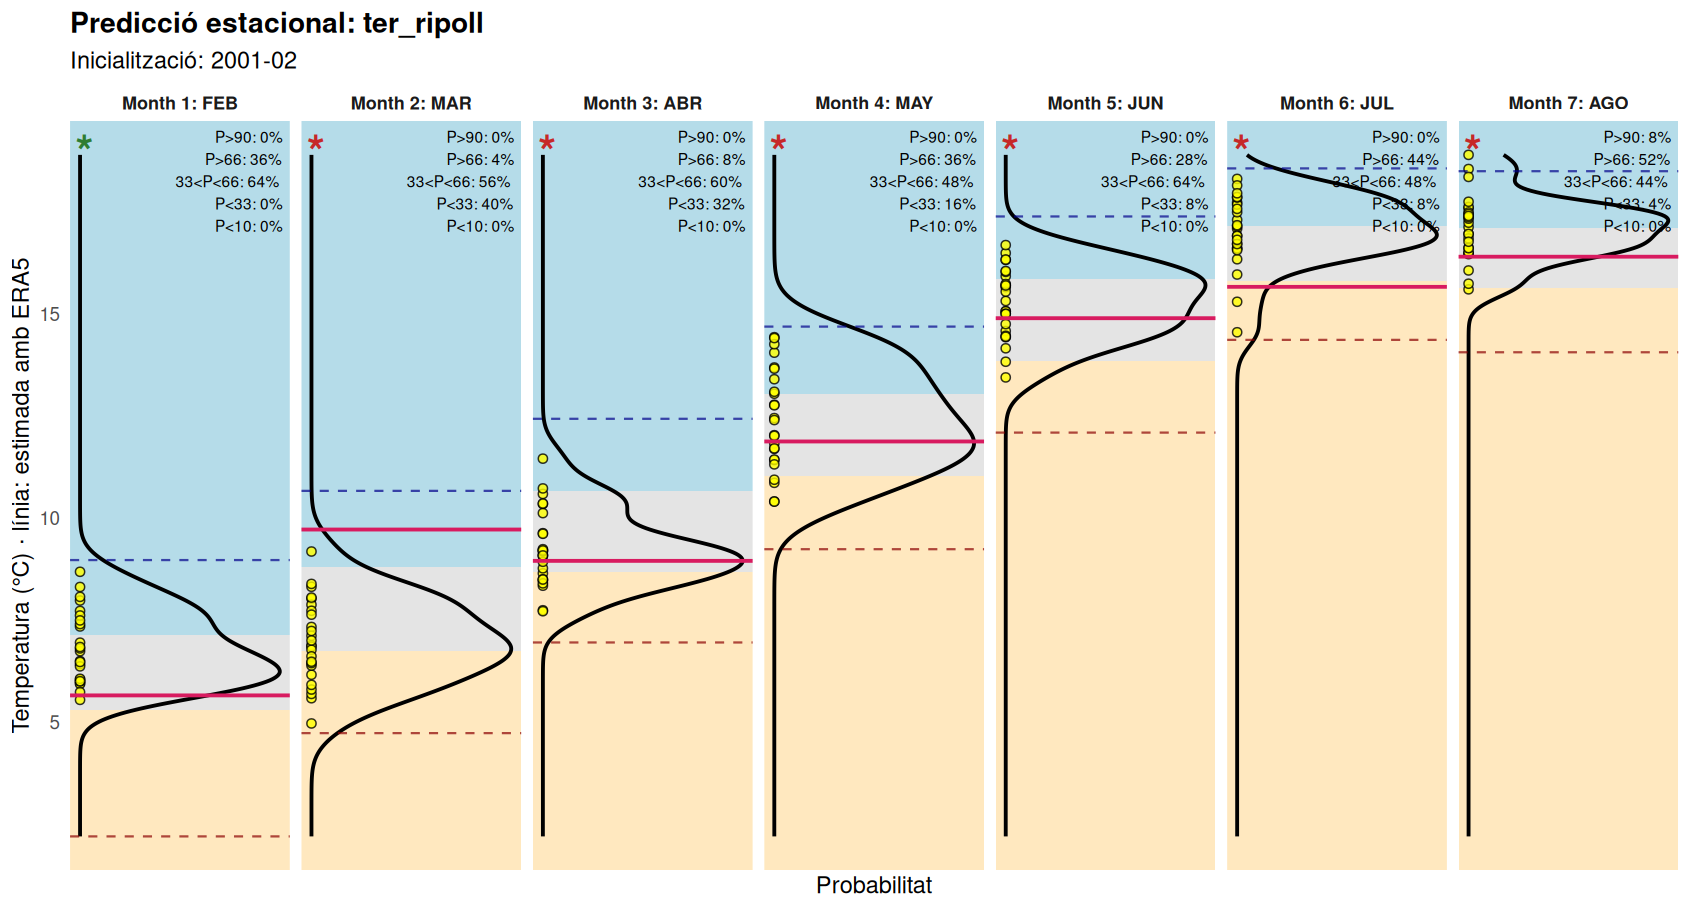 Predicció estacional: ter_ripoll
Inicialització: 2001-02
Month 1: FEB
Month 2: MAR
Month 3: ABR
Month 4: MAY
Month 5: JUN
Month 6: JUL
Month 7: AGO
*
P>90: 0%
P>66: 36%
33<P<66: 64%
P<33: 0%
P<10: 0%
*
P>90: 0%
P>66: 4%
33<P<66: 56%
P<33: 40%
P<10: 0%
*
P>90: 0%
P>66: 8%
33<P<66: 60%
P<33: 32%
P<10: 0%
*
P>90: 0%
P>66: 36%
33<P<66: 48%
P<33: 16%
P<10: 0%
*
P>90: 0%
P>66: 28%
33<P<66: 64%
P<33: 8%
P<10: 0%
*
P>90: 0%
P>66: 44%
33<P<66: 48%
P<33: 8%
P<10: 0%
*
P>90: 8%
P>66: 52%
33<P<66: 44%
P<33: 4%
P<10: 0%
Temperatura (°C) · línia: estimada amb ERA5
15
10
5
Probabilitat